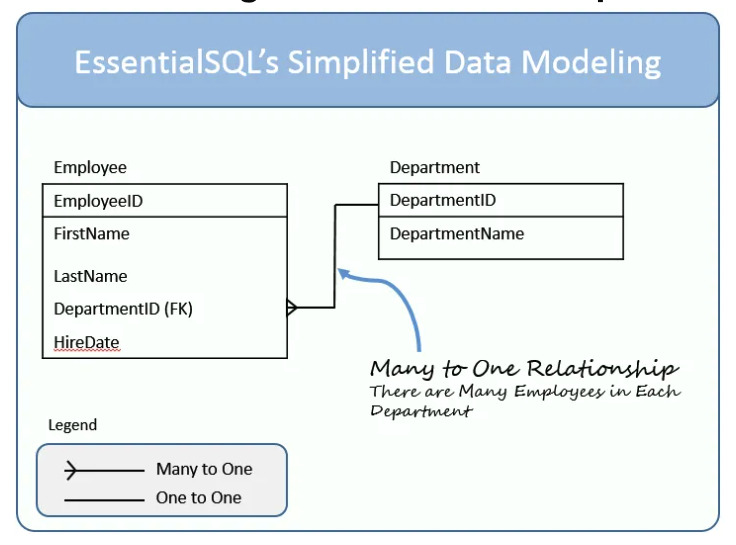 EssentialSQL's Simplified Data Modeling
Employee
EmployeeID
FirstName
LastName
DepartmentID (FK)
HireDate
Department
DepartmentID
DepartmentName
Many to One Relationship
There are Many Employees in Each
Department
Legend
Many to One
One to One